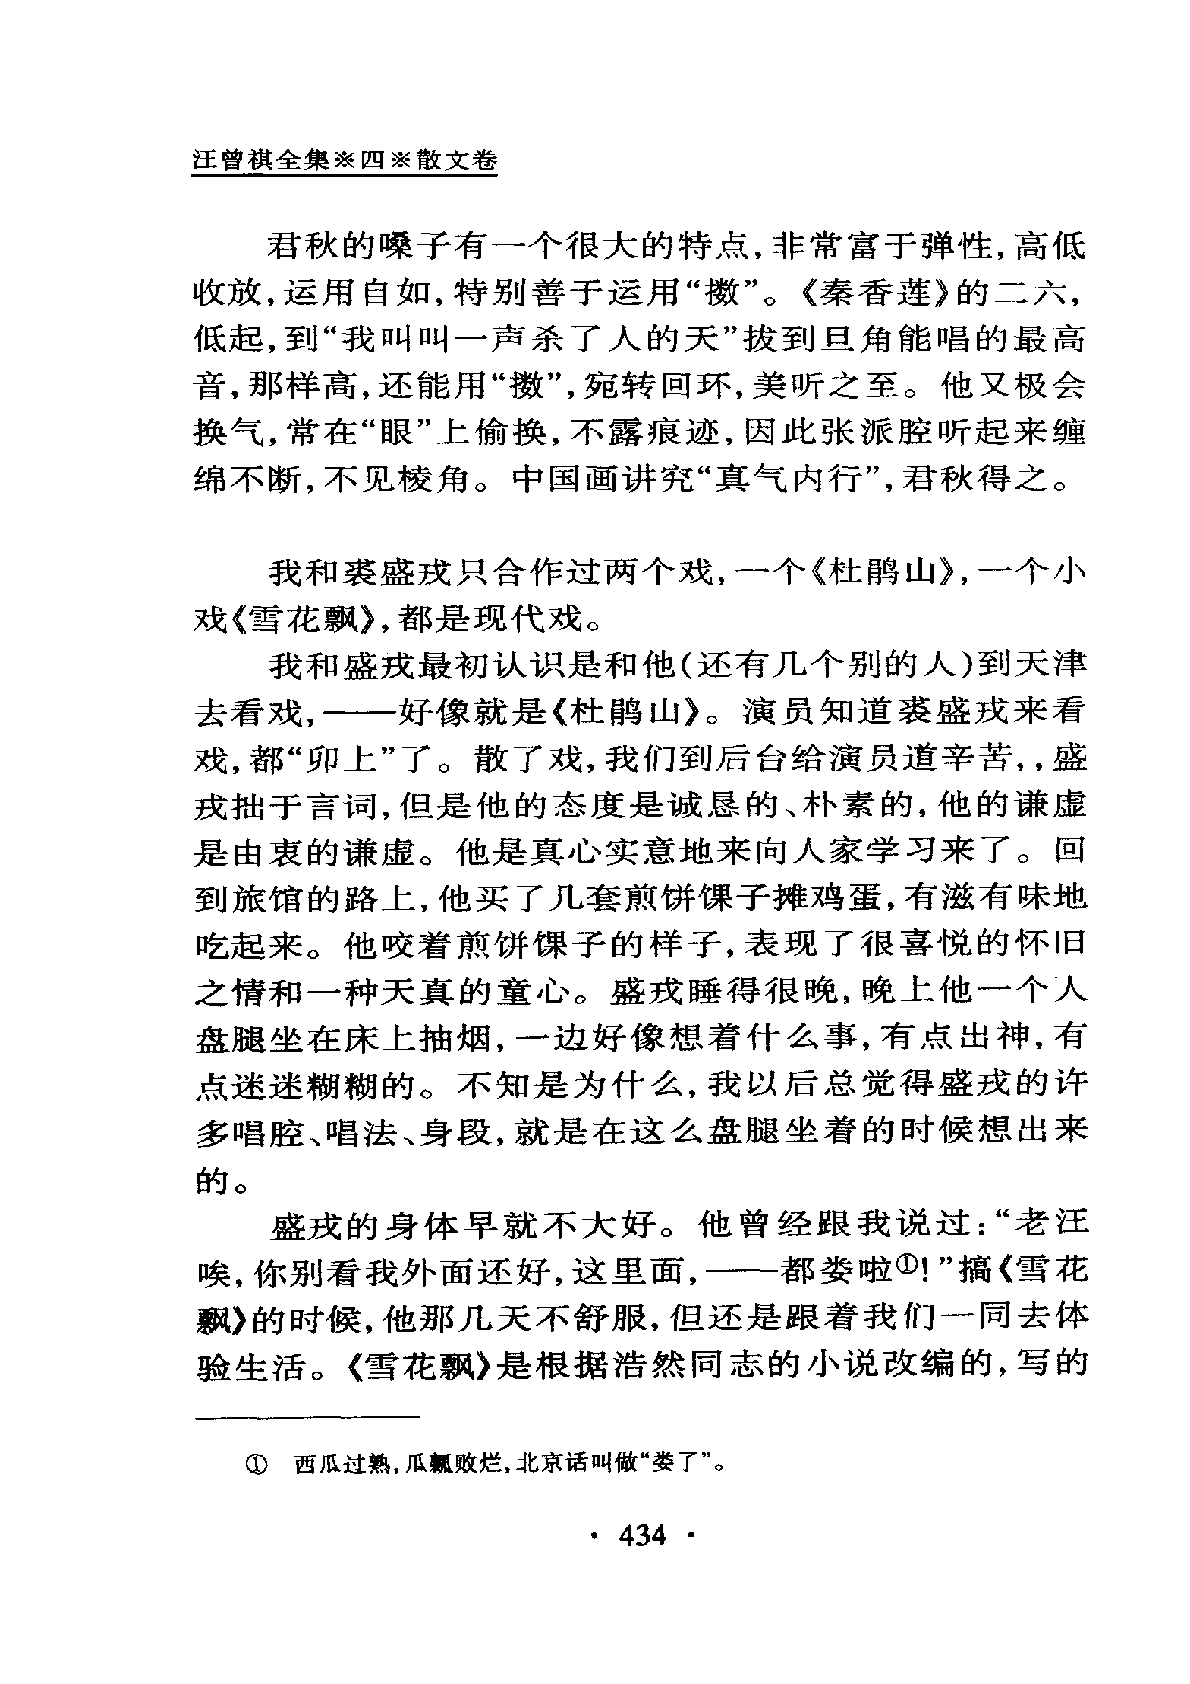 汪曾祺全集※四※散文卷
君秋的嗓子有一个很大的特点，非常富于弹性，高低
收放，运用自如，特别善于运用“擞”。《秦香莲》的二六，
低起，到“我叫叫一声杀了人的天”拔到旦角能唱的最高
音，那样高，还能用“擞”，宛转回环，美听之至。他又极会
换气，常在“眼”上偷换，不露痕迹，因此张派腔听起来缠
绵不断，不见棱角。中国画讲究“真气内行”，君秋得之。
我和裘盛戎只合作过两个戏，一个《杜鹃山》，一个小
戏《雪花飘》，都是现代戏。
我和盛戎最初认识是和他(还有几个别的人)到天津
去看戏，——好像就是《杜鹃山》。演员知道裘盛戎来看
戏，都“卯上”了。散了戏，我们到后台给演员道辛苦，，盛
戎拙于言词，但是他的态度是诚恳的、朴素的，他的谦虚
是由衷的谦虚。他是真心实意地来向人家学习来了。回
到旅馆的路上，他买了几套煎饼馃子摊鸡蛋，有滋有味地
吃起来。他咬着煎饼馃子的样子，表现了很喜悦的怀旧
之情和一种天真的童心。盛戎睡得很晚，晚上他一个人
盘腿坐在床上抽烟，一边好像想着什么事，有点出神，有
点迷迷糊糊的。不知是为什么，我以后总觉得盛戎的许
多唱腔、唱法、身段，就是在这么盘腿坐着的时候想出来
的。
盛戎的身体早就不大好。他曾经跟我说过：“老汪
唉，你别看我外面还好，这里面，——都娄啦①！”搞《雪花
飘》的时候，他那几天不舒服，但还是跟着我们一同去体
验生活。《雪花飘》是根据浩然同志的小说改编的，写的
① 西瓜过熟，瓜瓤败烂，北京话叫做“娄了”。
· 434 ·